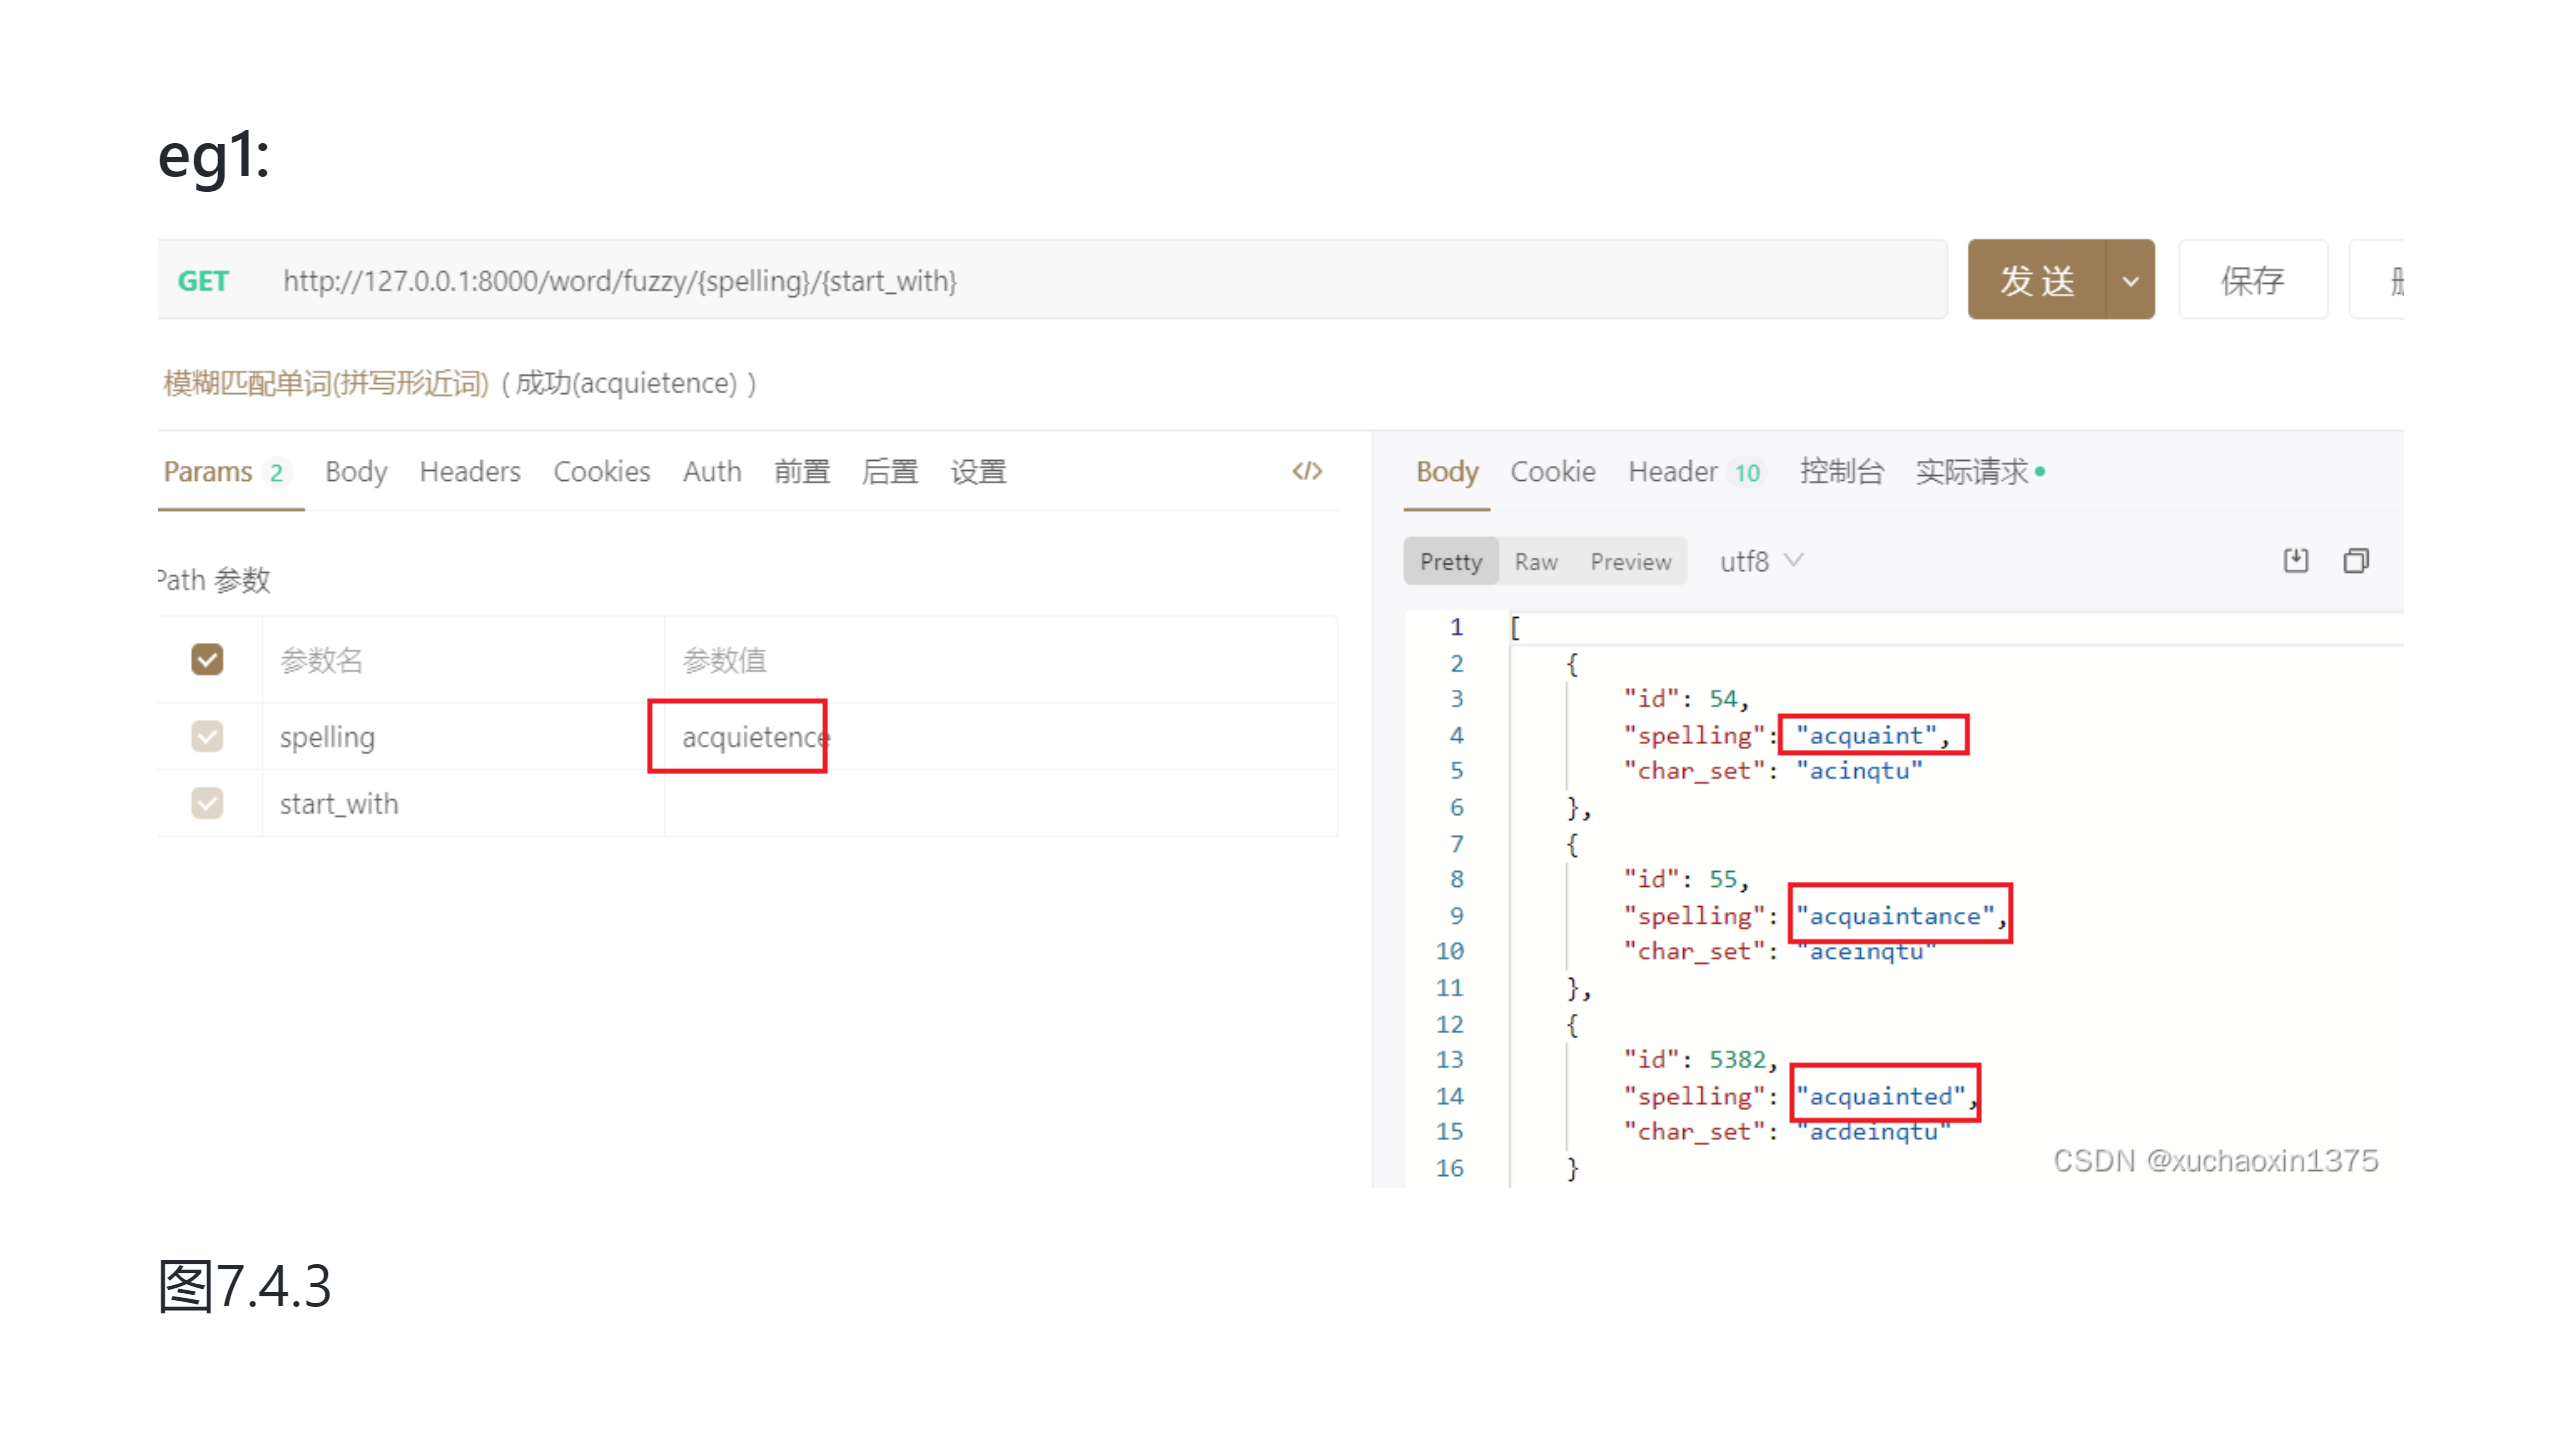 eg1:
GET http://127.0.0.1:8000/word/fuzzy/{spelling}/{start_with} 发送 保存
模糊匹配单词(拼写形近词) (成功(acquietence) )
Params 2 Body Headers Cookies Auth 前置 后置 设置 </>
Path 参数
参数名 参数值
spelling acquietence
start_with
Body Cookie Header 10 控制台 实际请求
Pretty Raw Preview utf8
1 [
2 {
3 "id": 54,
4 "spelling": "acquaint",
5 "char_set": "acinqtu"
6 },
7 {
8 "id": 55,
9 "spelling": "acquaintance",
10 "char_set": "aceinqtu"
11 },
12 {
13 "id": 5382,
14 "spelling": "acquainted",
15 "char_set": "acdeinqtu"
16 }
CSDN @xuchaoxin1375
图7.4.3